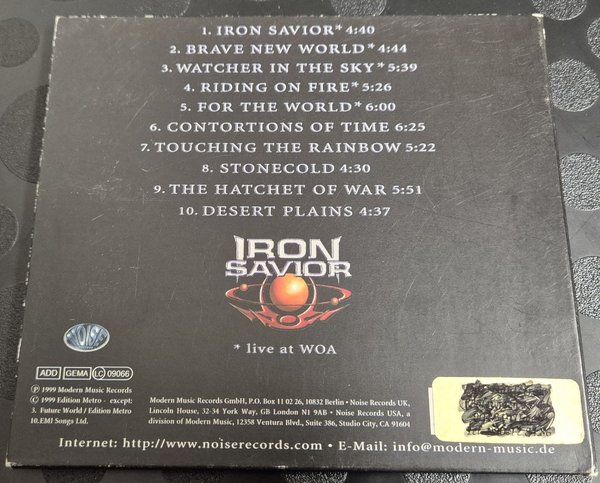 1. IRON SAVIOR* 4:40
2. BRAVE NEW WORLD* 4:44
3. WATCHER IN THE SKY* 5:39
4. RIDING ON FIRE* 5:26
5. FOR THE WORLD* 6:00
6. CONTORTIONS OF TIME 6:25
7. TOUCHING THE RAINBOW 5:22
8. STONECOLD 4:30
9. THE HATCHET OF WAR 5:51
10. DESERT PLAINS 4:37
IRON
SAVIOR
* live at WOA
NOISE
ADD GEMA LC 09066
℗ 1999 Modern Music Records
© 1999 Edition Metro - except:
3. Future World / Edition Metro
10.EMI Songs Ltd.
Modern Music Records GmbH, P.O. Box 11 02 26, 10832 Berlin • Noise Records UK,
Lincoln House, 32-34 York Way, GB London N1 9AB • Noise Records USA, a
division of Modern Music, 12358 Ventura Blvd., Suite 386, Studio City, CA 91604
Internet: http://www.noiserecords.com • E-Mail: info@modern-music.de